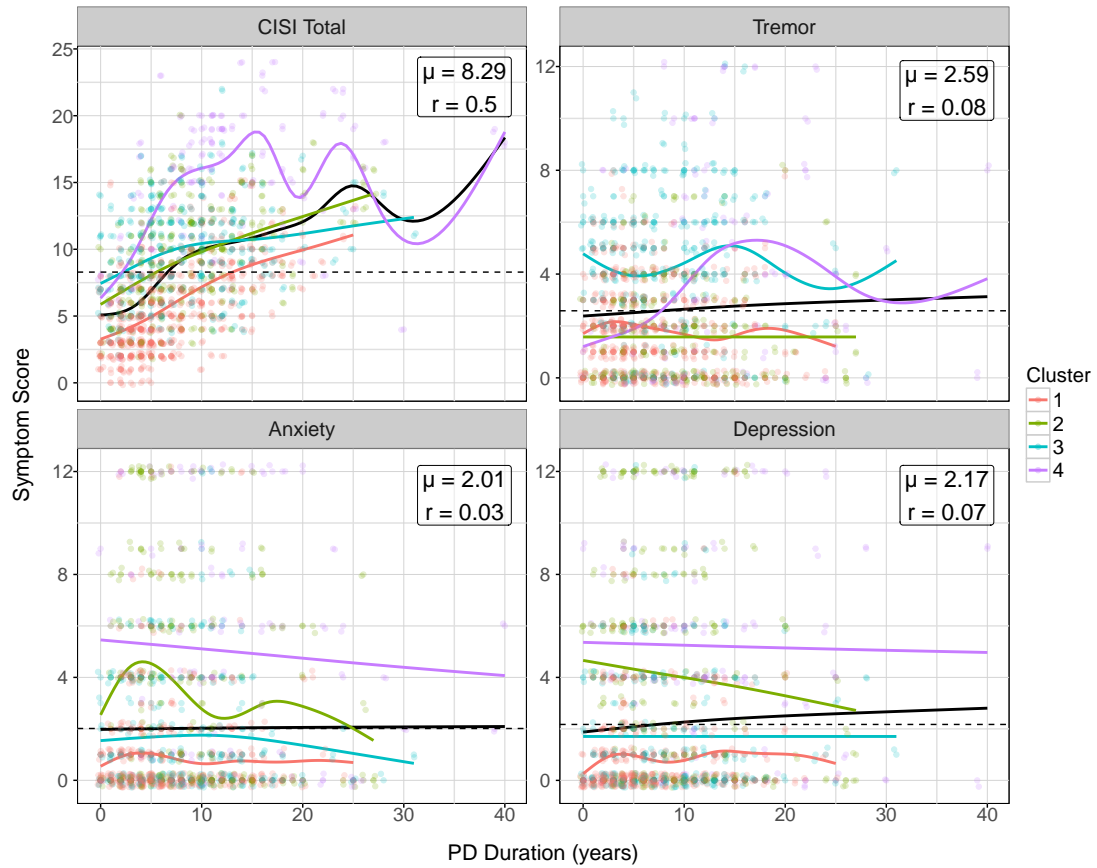 CISI Total
Tremor
25
20
15
10
5
0
μ = 8.29
r = 0.5
12
8
4
0
μ = 2.59
r = 0.08
Anxiety
Depression
12
8
4
0
μ = 2.01
r = 0.03
12
8
4
0
μ = 2.17
r = 0.07
0 10 20 30 40
0 10 20 30 40
PD Duration (years)
Symptom Score
Cluster
1
2
3
4